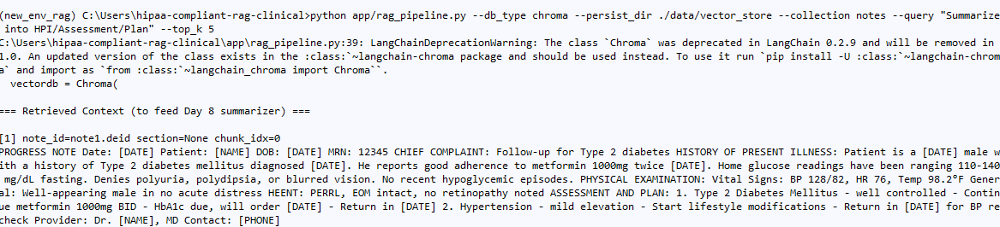 (new_env_rag) C:\Users\hipaa-compliant-rag-clinical>python app/rag_pipeline.py --db_type chroma --persist_dir ./data/vector_store --collection notes --query "Summarize
into HPI/Assessment/Plan" --top_k 5
C:\Users\hipaa-compliant-rag-clinical\app\rag_pipeline.py:39: LangChainDeprecationWarning: The class `Chroma` was deprecated in LangChain 0.2.9 and will be removed in
1.0. An updated version of the class exists in the :class:`~langchain-chroma package and should be used instead. To use it run `pip install -U :class:`~langchain-chrom
a` and import as `from :class:`~langchain_chroma import Chroma``.
vectordb = Chroma(
=== Retrieved Context (to feed Day 8 summarizer) ===
[1] note_id=note1.deid section=None chunk_idx=0
PROGRESS NOTE Date: [DATE] Patient: [NAME] DOB: [DATE] MRN: 12345 CHIEF COMPLAINT: Follow-up for Type 2 diabetes HISTORY OF PRESENT ILLNESS: Patient is a [DATE] male w
ith a history of Type 2 diabetes mellitus diagnosed [DATE]. He reports good adherence to metformin 1000mg twice [DATE]. Home glucose readings have been ranging 110-140
mg/dL fasting. Denies polyuria, polydipsia, or blurred vision. No recent hypoglycemic episodes. PHYSICAL EXAMINATION: Vital Signs: BP 128/82, HR 76, Temp 98.2°F Gener
al: Well-appearing male in no acute distress HEENT: PERRL, EOM intact, no retinopathy noted ASSESSMENT AND PLAN: 1. Type 2 Diabetes Mellitus - well controlled - Contin
ue metformin 1000mg BID - HbA1c due, will order [DATE] - Return in [DATE] 2. Hypertension - mild elevation - Start lifestyle modifications - Return in [DATE] for BP re
check Provider: Dr. [NAME], MD Contact: [PHONE]